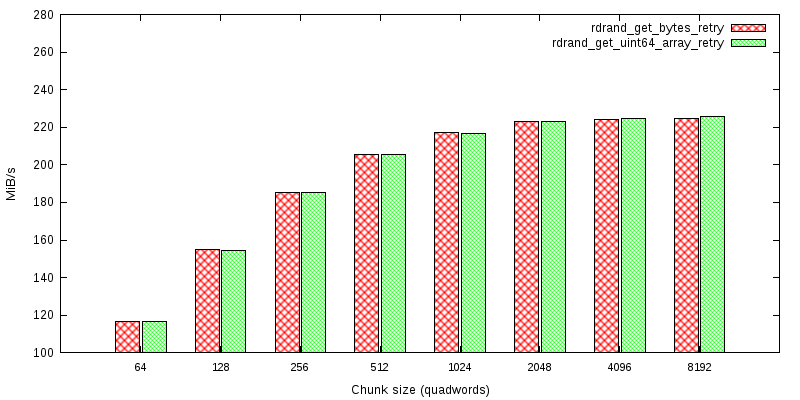 280
260
240
220
200
180
160
140
120
100
MiB/s
rdrand_get_bytes_retry
rdrand_get_uint64_array_retry
64 128 256 512 1024 2048 4096 8192
Chunk size (quadwords)